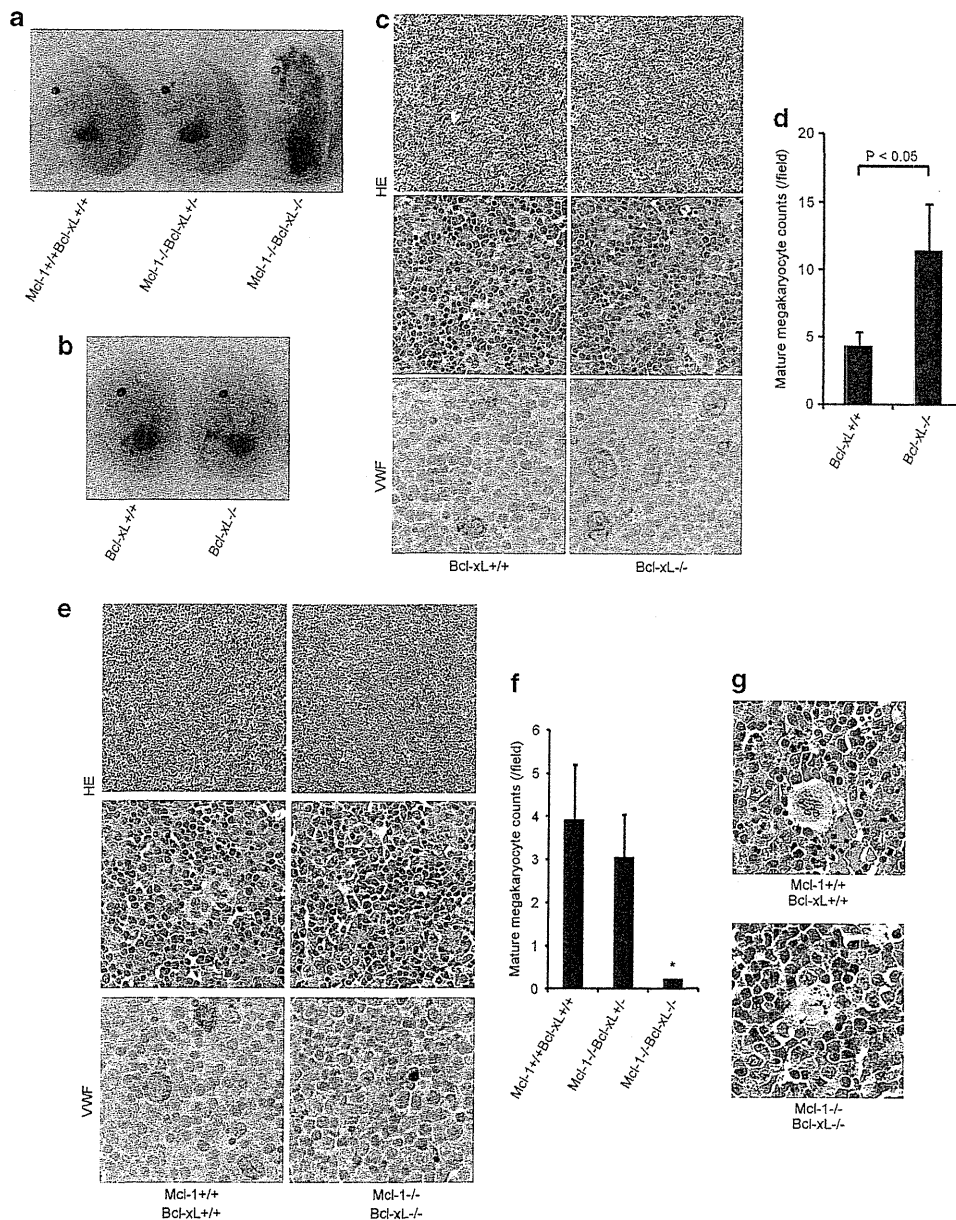 a
Mcl-1+/+Bcl-xL+/+
Mcl-1-/-Bcl-xL+/-
Mcl-1-/-Bcl-xL-/-
b
Bcl-xL+/+
Bcl-xL-/-
c
HE
VWF
Bcl-xL+/+
Bcl-xL-/-
d
Mature megakaryocyte counts (/field)
20
15
10
5
0
P < 0.05
Bcl-xL+/+
Bcl-xL-/-
e
HE
VWF
Mcl-1+/+
Bcl-xL+/+
Mcl-1-/-
Bcl-xL-/-
f
Mature megakaryocyte counts (/field)
6
5
4
3
2
1
0
*
Mcl-1+/+Bcl-xL+/+
Mcl-1-/-Bcl-xL+/-
Mcl-1-/-Bcl-xL-/-
g
Mcl-1+/+
Bcl-xL+/+
Mcl-1-/-
Bcl-xL-/-